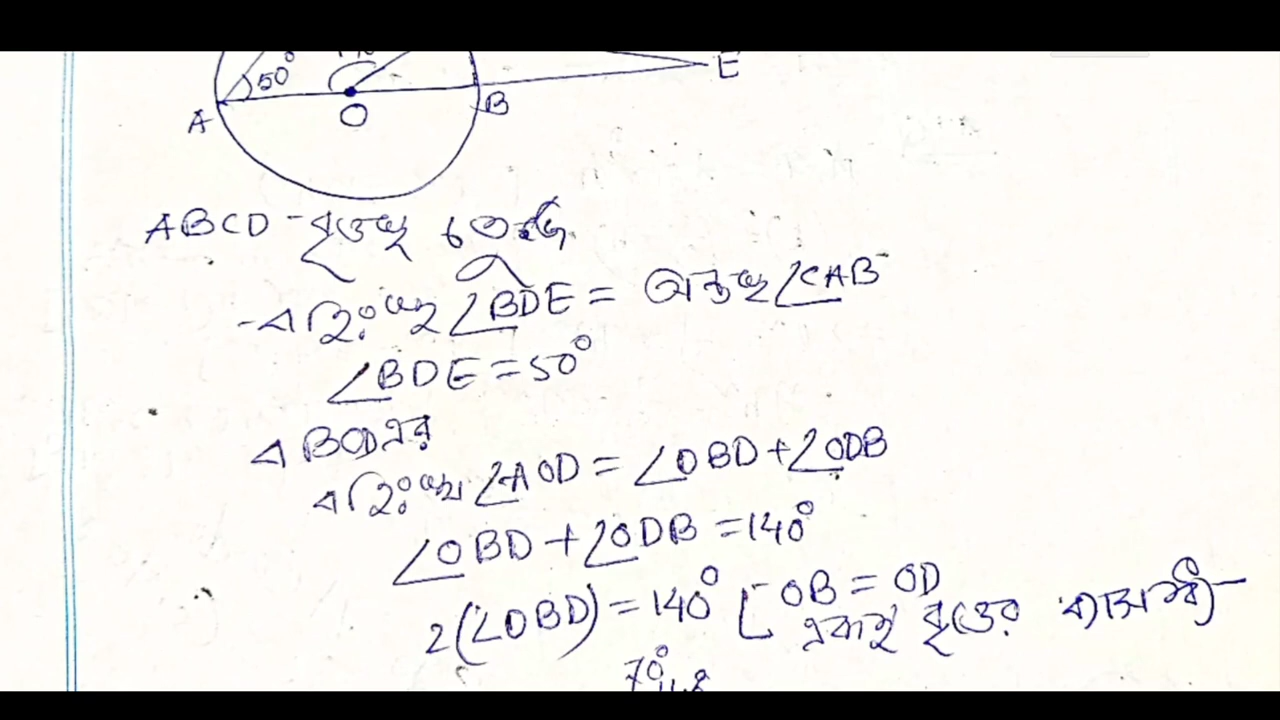 50°
E
A
O
B
ABCD বৃত্তস্থ
বহিঃস্থ ∠BDE = অন্তঃস্থ ∠CAB
∠BDE = 50°
△BOD এর
বহিঃস্থ ∠AOD = ∠OBD + ∠ODB
∠OBD + ∠ODB = 140°
2(∠OBD) = 140° [OB = OD
একই বৃত্তের ব্যাসার্ধ
70°